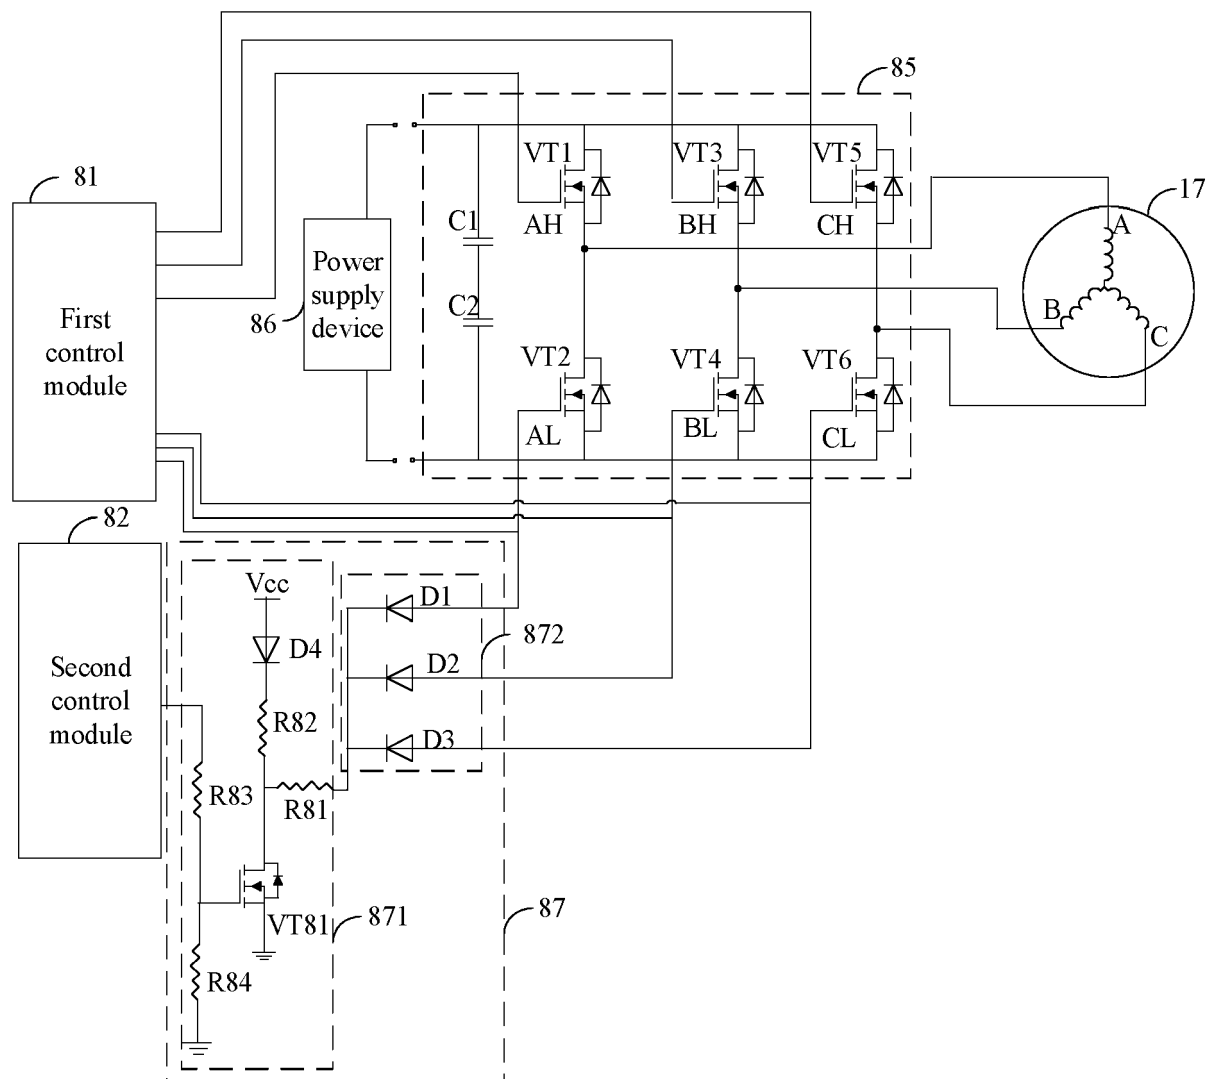 85
81
VT1
VT3
VT5
17
C1
AH
BH
CH
A
Power
supply
device
86
C2
First
control
module
B
C
VT2
VT4
VT6
AL
BL
CL
82
Vcc
D1
872
D4
D2
Second
control
module
R82
D3
R83
R81
87
871
VT81
R84